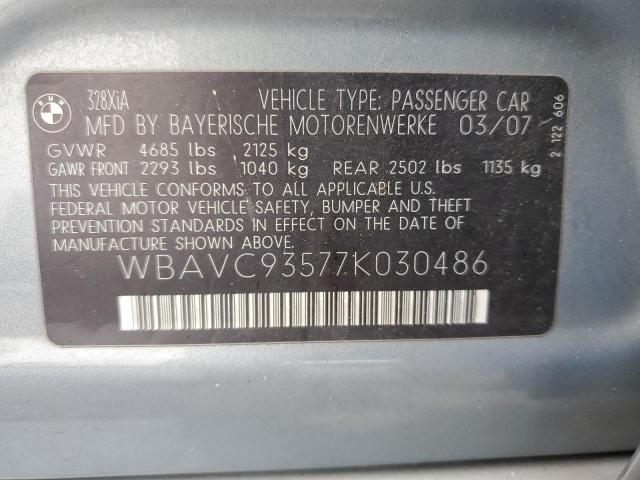 BMW
328XiA VEHICLE TYPE: PASSENGER CAR
MFD BY BAYERISCHE MOTORENWERKE 03/07
GVWR 4685 lbs 2125 kg
GAWR FRONT 2293 lbs 1040 kg REAR 2502 lbs 1135 kg
THIS VEHICLE CONFORMS TO ALL APPLICABLE U.S.
FEDERAL MOTOR VEHICLE SAFETY, BUMPER AND THEFT
PREVENTION STANDARDS IN EFFECT ON THE DATE OF
MANUFACTURE SHOWN ABOVE.
WBAVC93577K030486
2 122 606